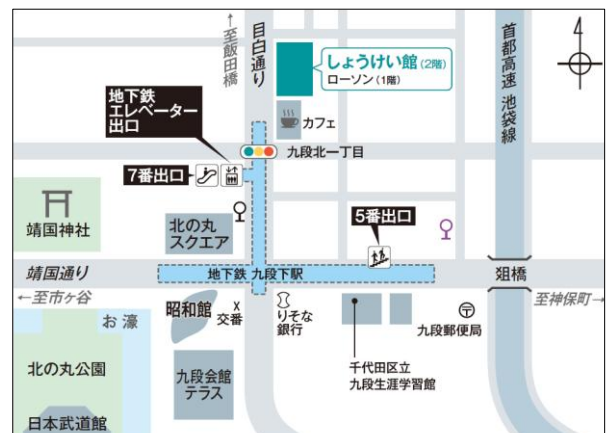 ←至飯田橋
目白通り
しょうけい館(2階)
ローソン(1階)
首都高速 池袋線
4
地下鉄
エレベーター
出口
カフェ
九段北一丁目
7番出口
靖国神社
北の丸
スクエア
5番出口
靖国通り
地下鉄 九段下駅
俎橋
←至市ヶ谷
至神保町→
お濠
昭和館
X
交番
りそな
銀行
〒
九段郵便局
北の丸公園
九段会館
テラス
千代田区立
九段生涯学習館
日本武道館